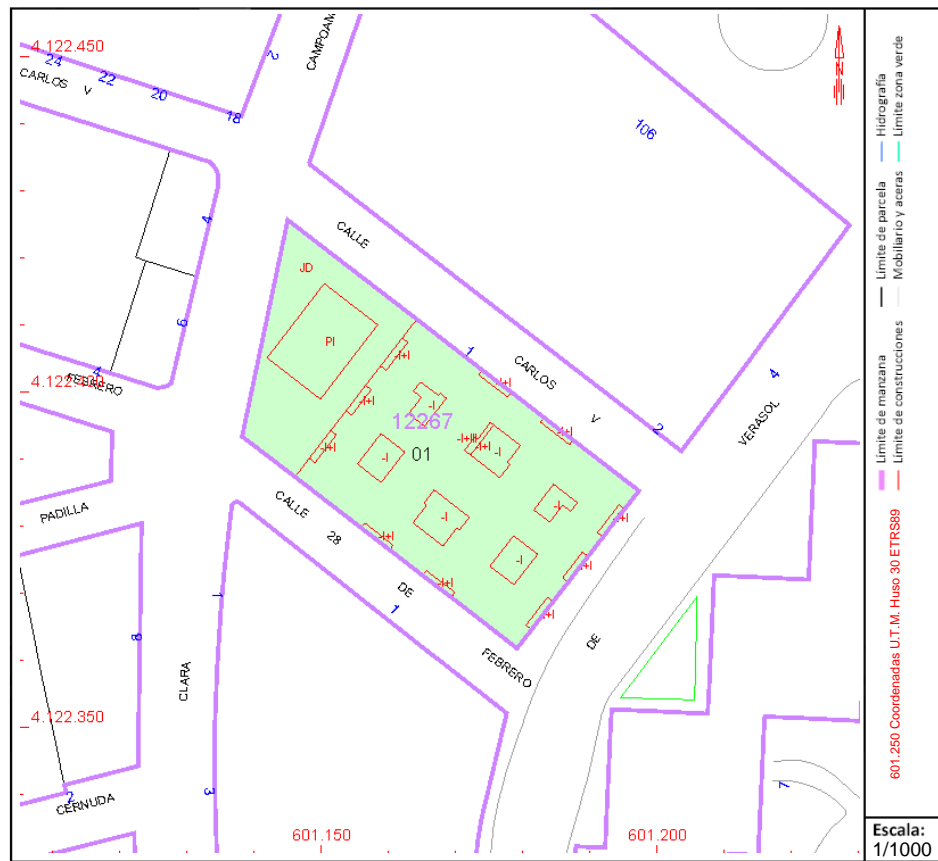 4.122.450
24
22
20
18
CARLOS V
2
CAMPOAM
106
N
4
CALLE
JD
PI
6
4
FEBRERO
1
CARLOS
V
4
2
VERASOL
+I
+I
+I
+I
+I
-I
-I
-I
-I
-I
-I
12267
01
+I
+I
+I
+I
+I
+I
+I
+I
CALLE
28
DE
FEBRERO
1
DE
PADILLA
8
1
CLARA
3
4.122.350
2
CERNUDA
7
601.150
601.200
Hidrografía
Límite zona verde
Límite de parcela
Mobiliario y aceras
Límite de manzana
Límite de construcciones
601.250 Coordenadas U.T.M. Huso 30 ETRS89
Escala:
1/1000